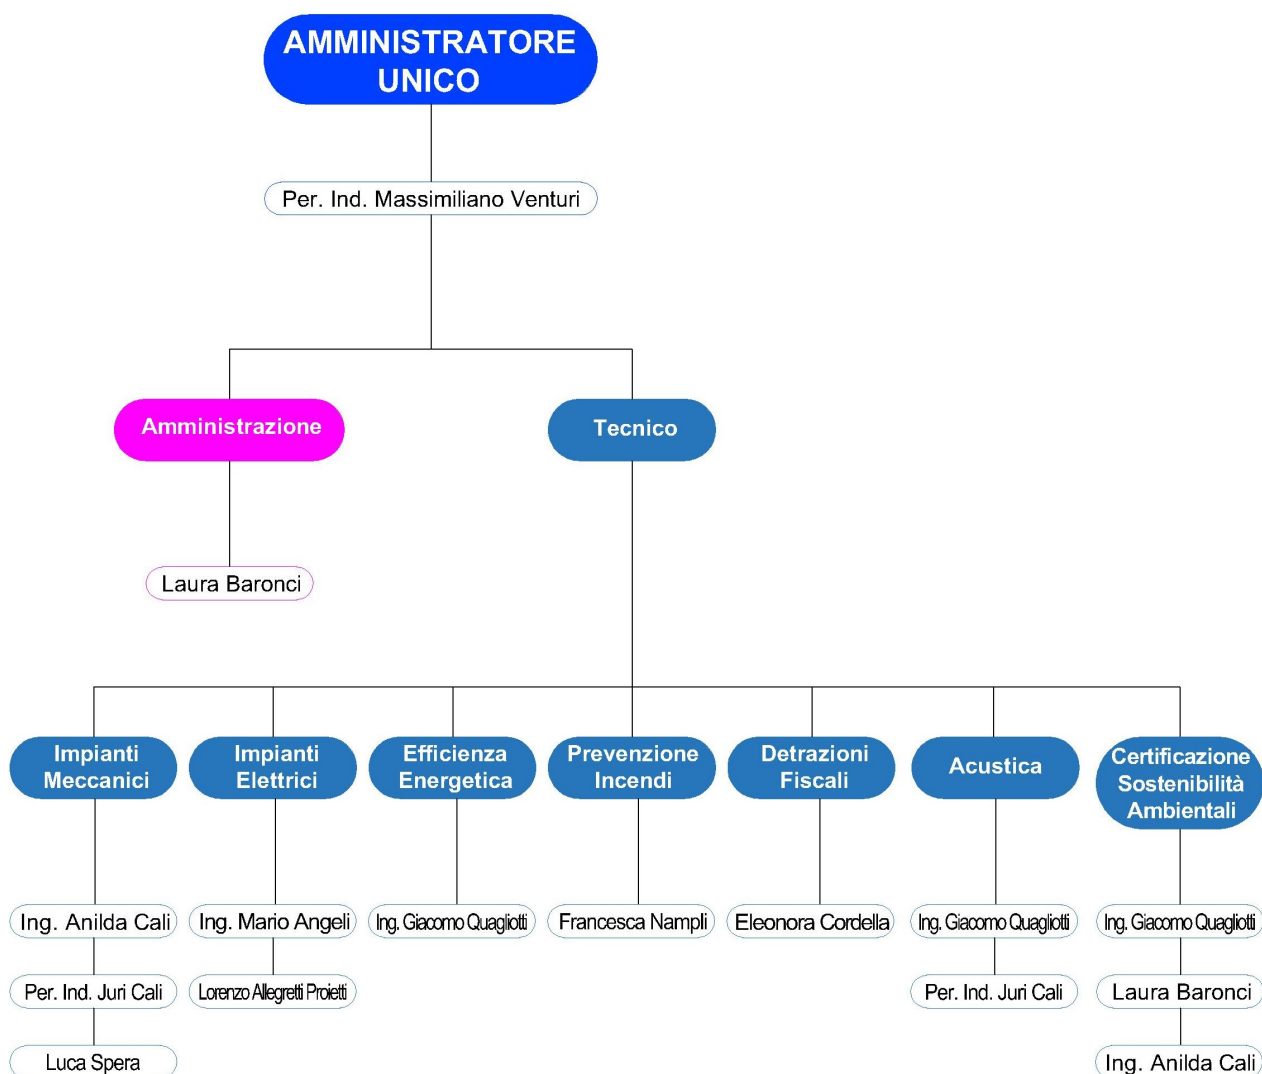 AMMINISTRATORE
UNICO
Per. Ind. Massimiliano Venturi
Amministrazione
Tecnico
Laura Baronci
Impianti
Meccanici
Impianti
Elettrici
Efficienza
Energetica
Prevenzione
Incendi
Detrazioni
Fiscali
Acustica
Certificazione
Sostenibilità
Ambientali
Ing. Anilda Cali
Ing. Mario Angeli
Ing. Giacomo Quagliotti
Francesca Nampli
Eleonora Cordella
Ing. Giacomo Quagliotti
Ing. Giacomo Quagliotti
Per. Ind. Juri Cali
Lorenzo Allegretti Proietti
Per. Ind. Juri Cali
Laura Baronci
Luca Spera
Ing. Anilda Cali